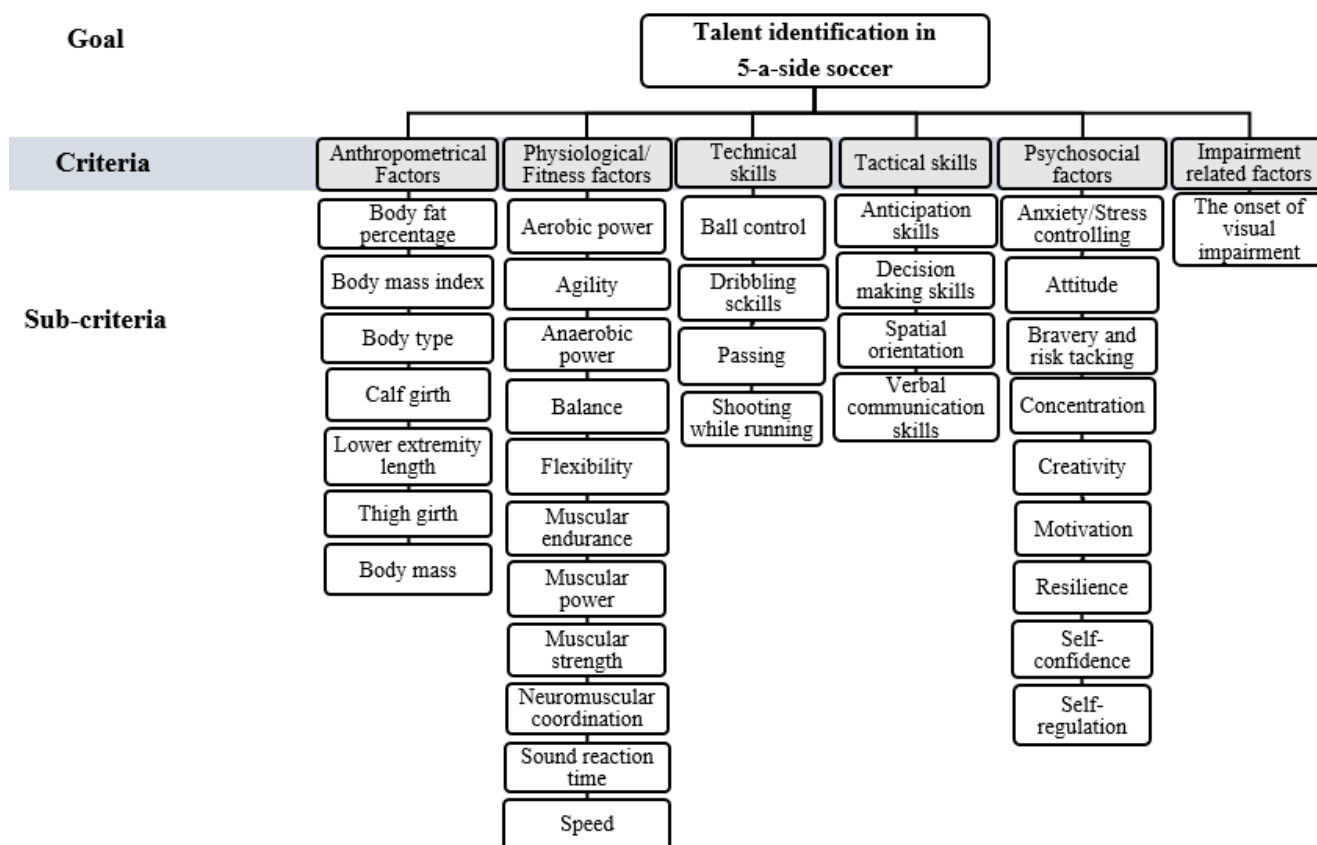 Goal
Talent identification in
5-a-side soccer
Criteria
Anthropometrical
Factors
Physiological/
Fitness factors
Technical
skills
Tactical skills
Psychosocial
factors
Impairment
related factors
Sub-criteria
Body fat
percentage
Body mass index
Body type
Calf girth
Lower extremity
length
Thigh girth
Body mass
Aerobic power
Agility
Anaerobic
power
Balance
Flexibility
Muscular
endurance
Muscular
power
Muscular
strength
Neuromuscular
coordination
Sound reaction
time
Speed
Ball control
Dribbling
sckills
Passing
Shooting
while running
Anticipation
skills
Decision
making skills
Spatial
orientation
Verbal
communication
skills
Anxiety/Stress
controlling
Attitude
Bravery and
risk tacking
Concentration
Creativity
Motivation
Resilience
Self-
confidence
Self-
regulation
The onset of
visual
impairment